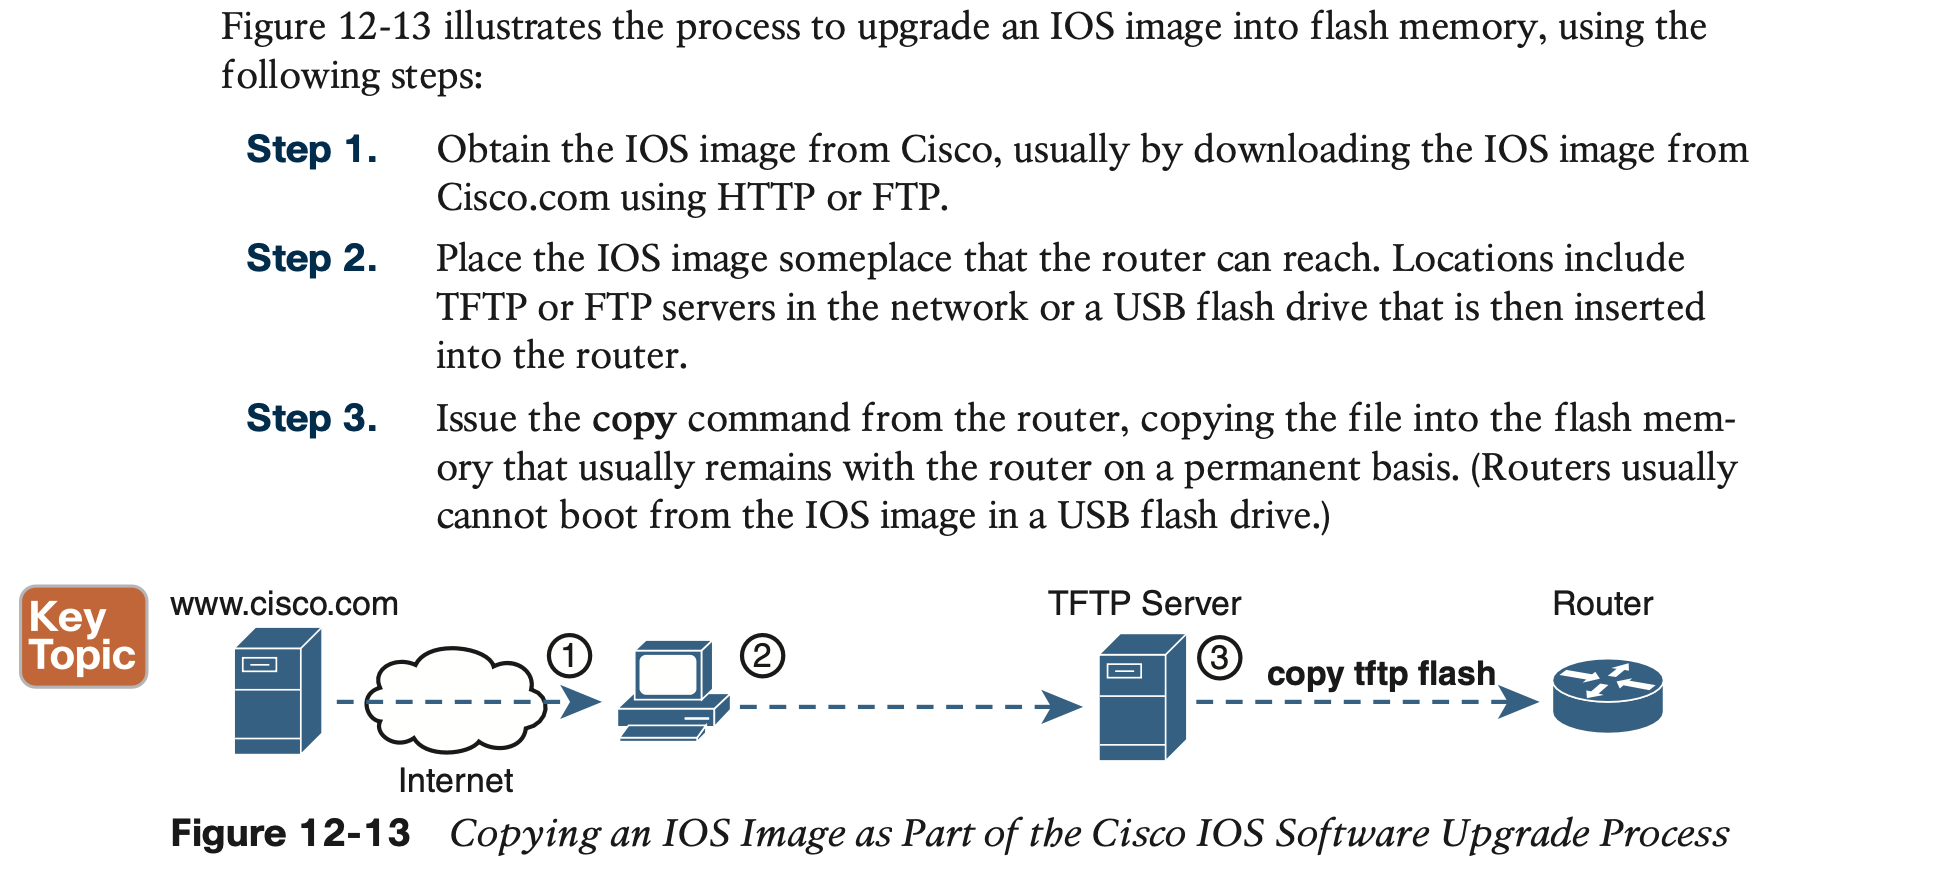 Figure 12-13 illustrates the process to upgrade an IOS image into flash memory, using the
following steps:
Step 1. Obtain the IOS image from Cisco, usually by downloading the IOS image from
Cisco.com using HTTP or FTP.
Step 2. Place the IOS image someplace that the router can reach. Locations include
TFTP or FTP servers in the network or a USB flash drive that is then inserted
into the router.
Step 3. Issue the copy command from the router, copying the file into the flash mem-
ory that usually remains with the router on a permanent basis. (Routers usually
cannot boot from the IOS image in a USB flash drive.)
Key
Topic
www.cisco.com
TFTP Server
Router
1
2
3
copy tftp flash
Internet
Figure 12-13 Copying an IOS Image as Part of the Cisco IOS Software Upgrade Process